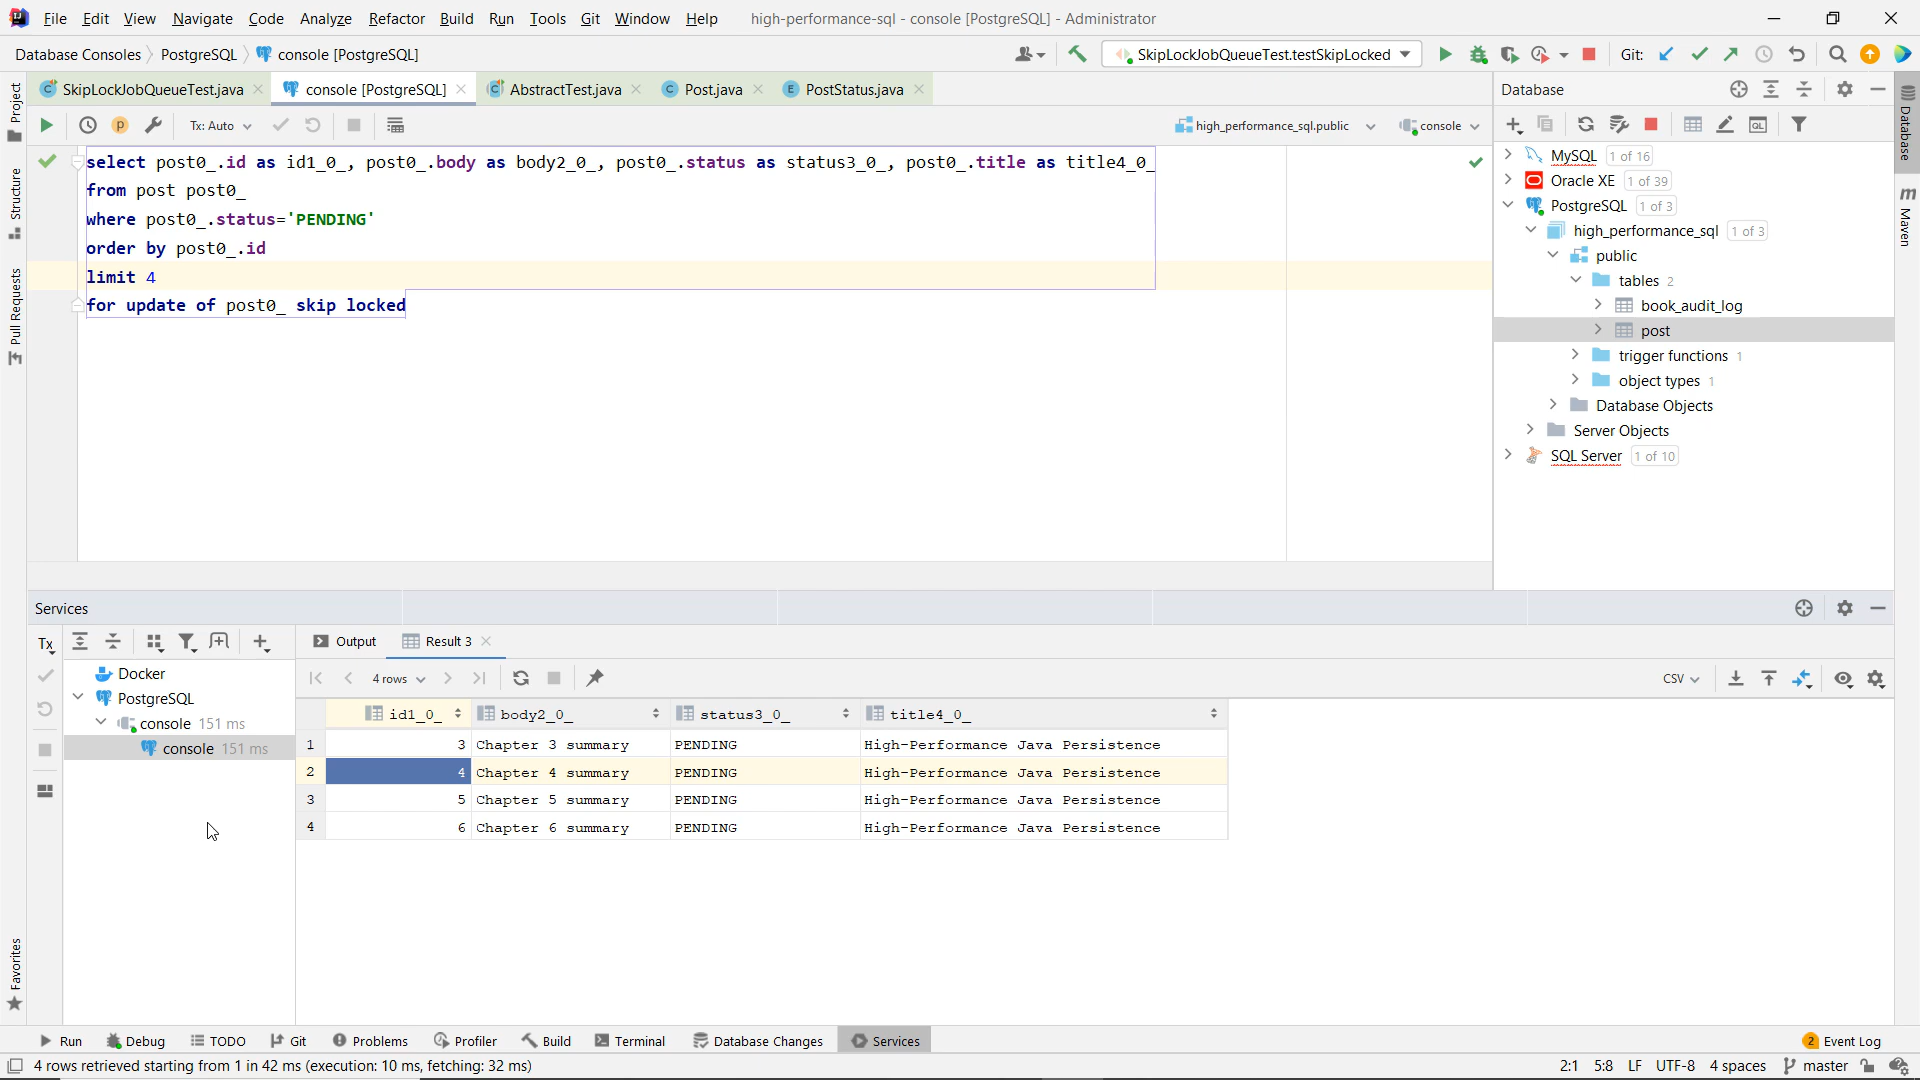 File Edit View Navigate Code Analyze Refactor Build Run Tools Git Window Help high-performance-sql - console [PostgreSQL] - Administrator
Database Consoles PostgreSQL console [PostgreSQL] SkipLockJobQueueTest.testSkipLocked Git:
SkipLockJobQueueTest.java console [PostgreSQL] AbstractTest.java Post.java PostStatus.java Database
Tx: Auto high_performance_sql.public console
Project
Structure
Pull Requests
Favorites
select post0_.id as id1_0_, post0_.body as body2_0_, post0_.status as status3_0_, post0_.title as title4_0_
from post post0_
where post0_.status='PENDING'
order by post0_.id
limit 4
for update of post0_ skip locked
MySQL 1 of 16
Oracle XE 1 of 39
PostgreSQL 1 of 3
high_performance_sql 1 of 3
public
tables 2
book_audit_log
post
trigger functions 1
object types 1
Database Objects
Server Objects
SQL Server 1 of 10
Database
Maven
Services
Tx Output Result 3
Docker
PostgreSQL
console 151 ms
console 151 ms
4 rows CSV
id1_0_ body2_0_ status3_0_ title4_0_
1 3 Chapter 3 summary PENDING High-Performance Java Persistence
2 4 Chapter 4 summary PENDING High-Performance Java Persistence
3 5 Chapter 5 summary PENDING High-Performance Java Persistence
4 6 Chapter 6 summary PENDING High-Performance Java Persistence
Run Debug TODO Git Problems Profiler Build Terminal Database Changes Services 2 Event Log
4 rows retrieved starting from 1 in 42 ms (execution: 10 ms, fetching: 32 ms) 2:1 5:8 LF UTF-8 4 spaces master